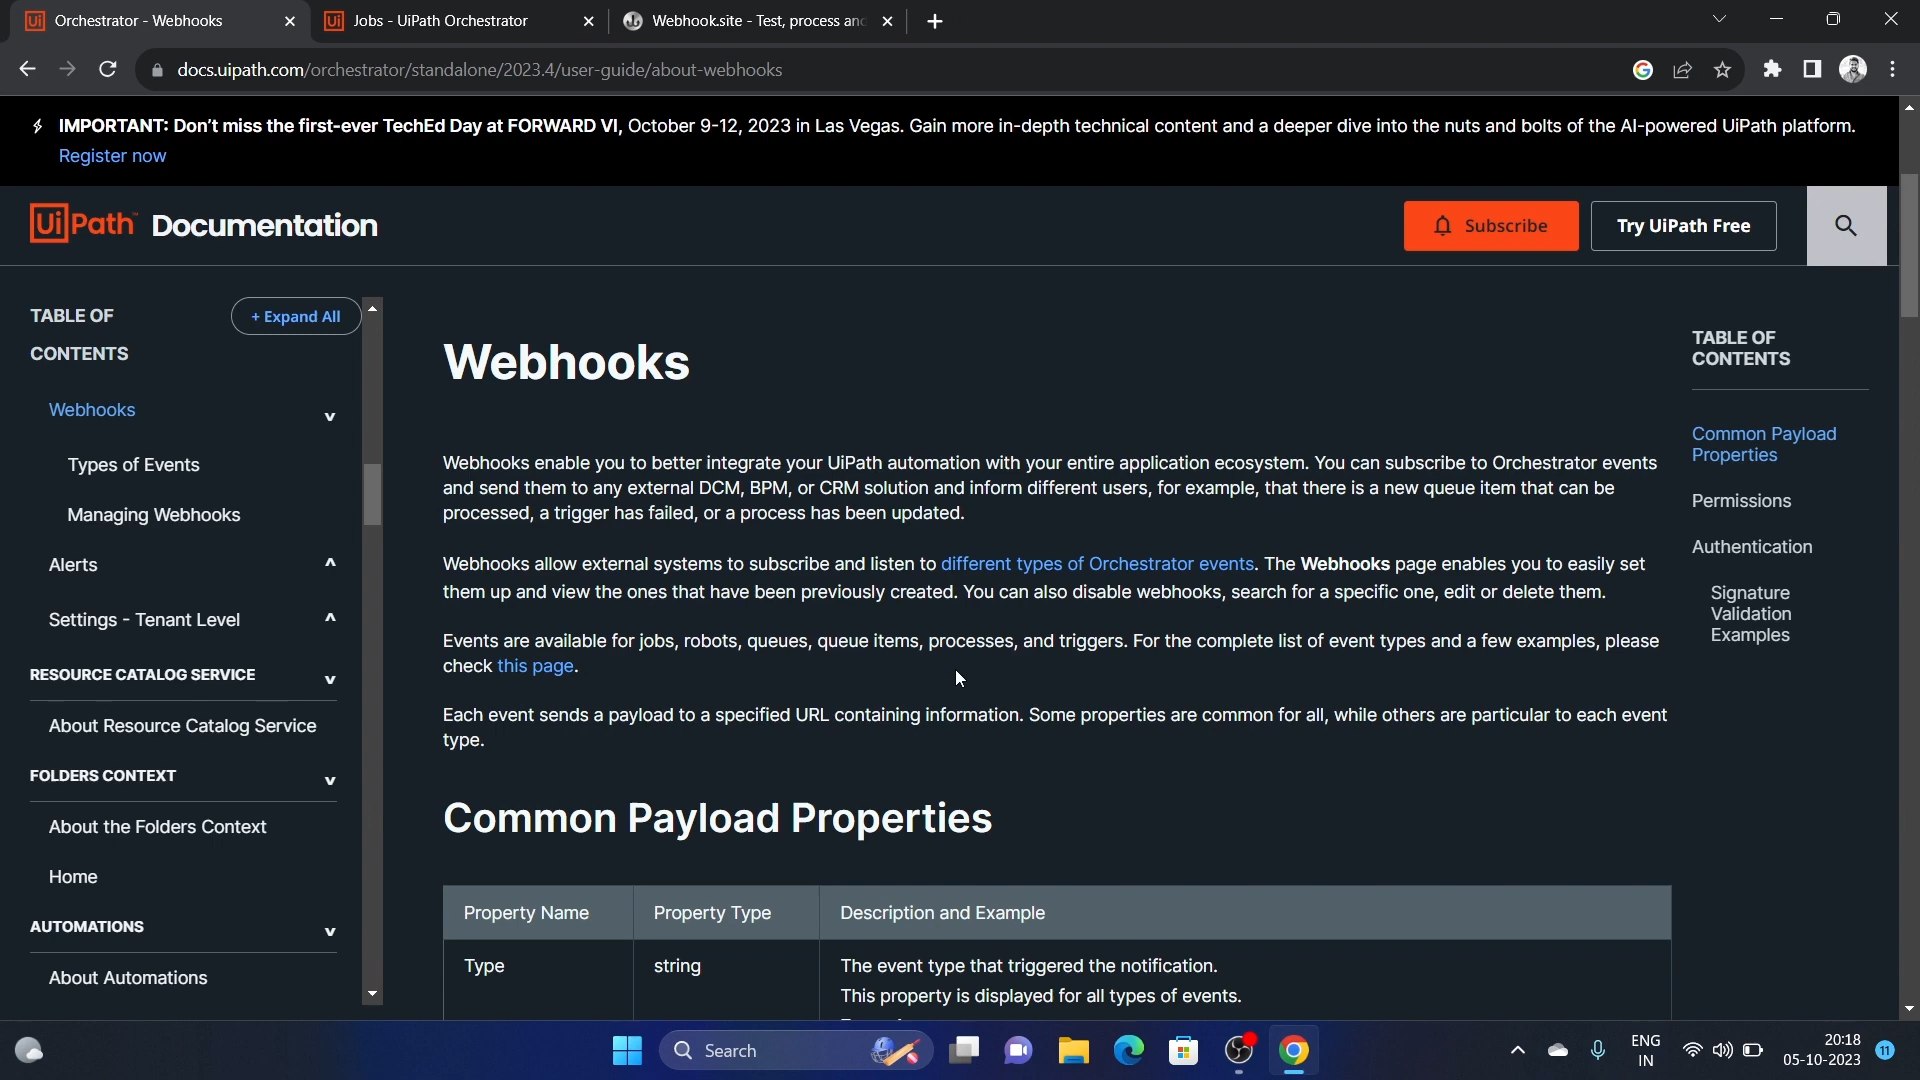 Orchestrator - Webhooks
Jobs - UiPath Orchestrator
Webhook.site - Test, process and
docs.uipath.com/orchestrator/standalone/2023.4/user-guide/about-webhooks
IMPORTANT: Don't miss the first-ever TechEd Day at FORWARD VI, October 9-12, 2023 in Las Vegas. Gain more in-depth technical content and a deeper dive into the nuts and bolts of the AI-powered UiPath platform.
Register now
UiPath Documentation
Subscribe
Try UiPath Free
TABLE OF
CONTENTS
+ Expand All
Webhooks
Types of Events
Managing Webhooks
Alerts
Settings - Tenant Level
RESOURCE CATALOG SERVICE
About Resource Catalog Service
FOLDERS CONTEXT
About the Folders Context
Home
AUTOMATIONS
About Automations
Webhooks
Webhooks enable you to better integrate your UiPath automation with your entire application ecosystem. You can subscribe to Orchestrator events
and send them to any external DCM, BPM, or CRM solution and inform different users, for example, that there is a new queue item that can be
processed, a trigger has failed, or a process has been updated.
Webhooks allow external systems to subscribe and listen to different types of Orchestrator events. The Webhooks page enables you to easily set
them up and view the ones that have been previously created. You can also disable webhooks, search for a specific one, edit or delete them.
Events are available for jobs, robots, queues, queue items, processes, and triggers. For the complete list of event types and a few examples, please
check this page.
Each event sends a payload to a specified URL containing information. Some properties are common for all, while others are particular to each event
type.
Common Payload Properties
Property Name
Property Type
Description and Example
Type
string
The event type that triggered the notification.
This property is displayed for all types of events.
TABLE OF
CONTENTS
Common Payload
Properties
Permissions
Authentication
Signature
Validation
Examples
Search
ENG
IN
20:18
05-10-2023
11